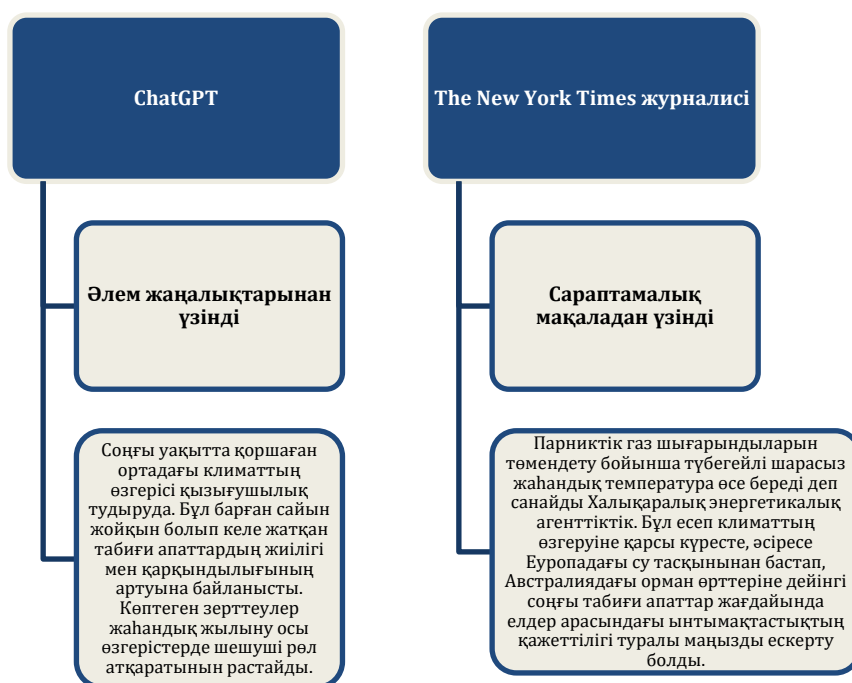 ChatGPT
Әлем жаңалықтарынан
үзінді
Соңғы уақытта қоршаған
ортадағы климаттың
өзгерісі қызығушылық
тудыруда. Бұл барған сайын
жойқын болып келе жатқан
табиғи апаттардың жиілігі
мен қарқындылығының
артуына байланысты.
Көптеген зерттеулер
жаһандық жылыну осы
өзгерістерде шешуші рөл
атқаратынын растайды.
The New York Times журналисі
Сараптамалық
мақаладан үзінді
Парниктік газ шығарындыларын
төмендету бойынша түбегейлі шарасыз
жаһандық температура өсе береді деп
санайды Халықаралық энергетикалық
агенттіктік. Бұл есеп климаттың
өзгеруіне қарсы күресте, әсіресе
Еуропадағы су тасқынынан бастап,
Австралиядағы орман өрттеріне дейінгі
соңғы табиғи апаттар жағдайында
елдер арасындағы ынтымақтастықтың
қажеттілігі туралы маңызды ескерту
болды.